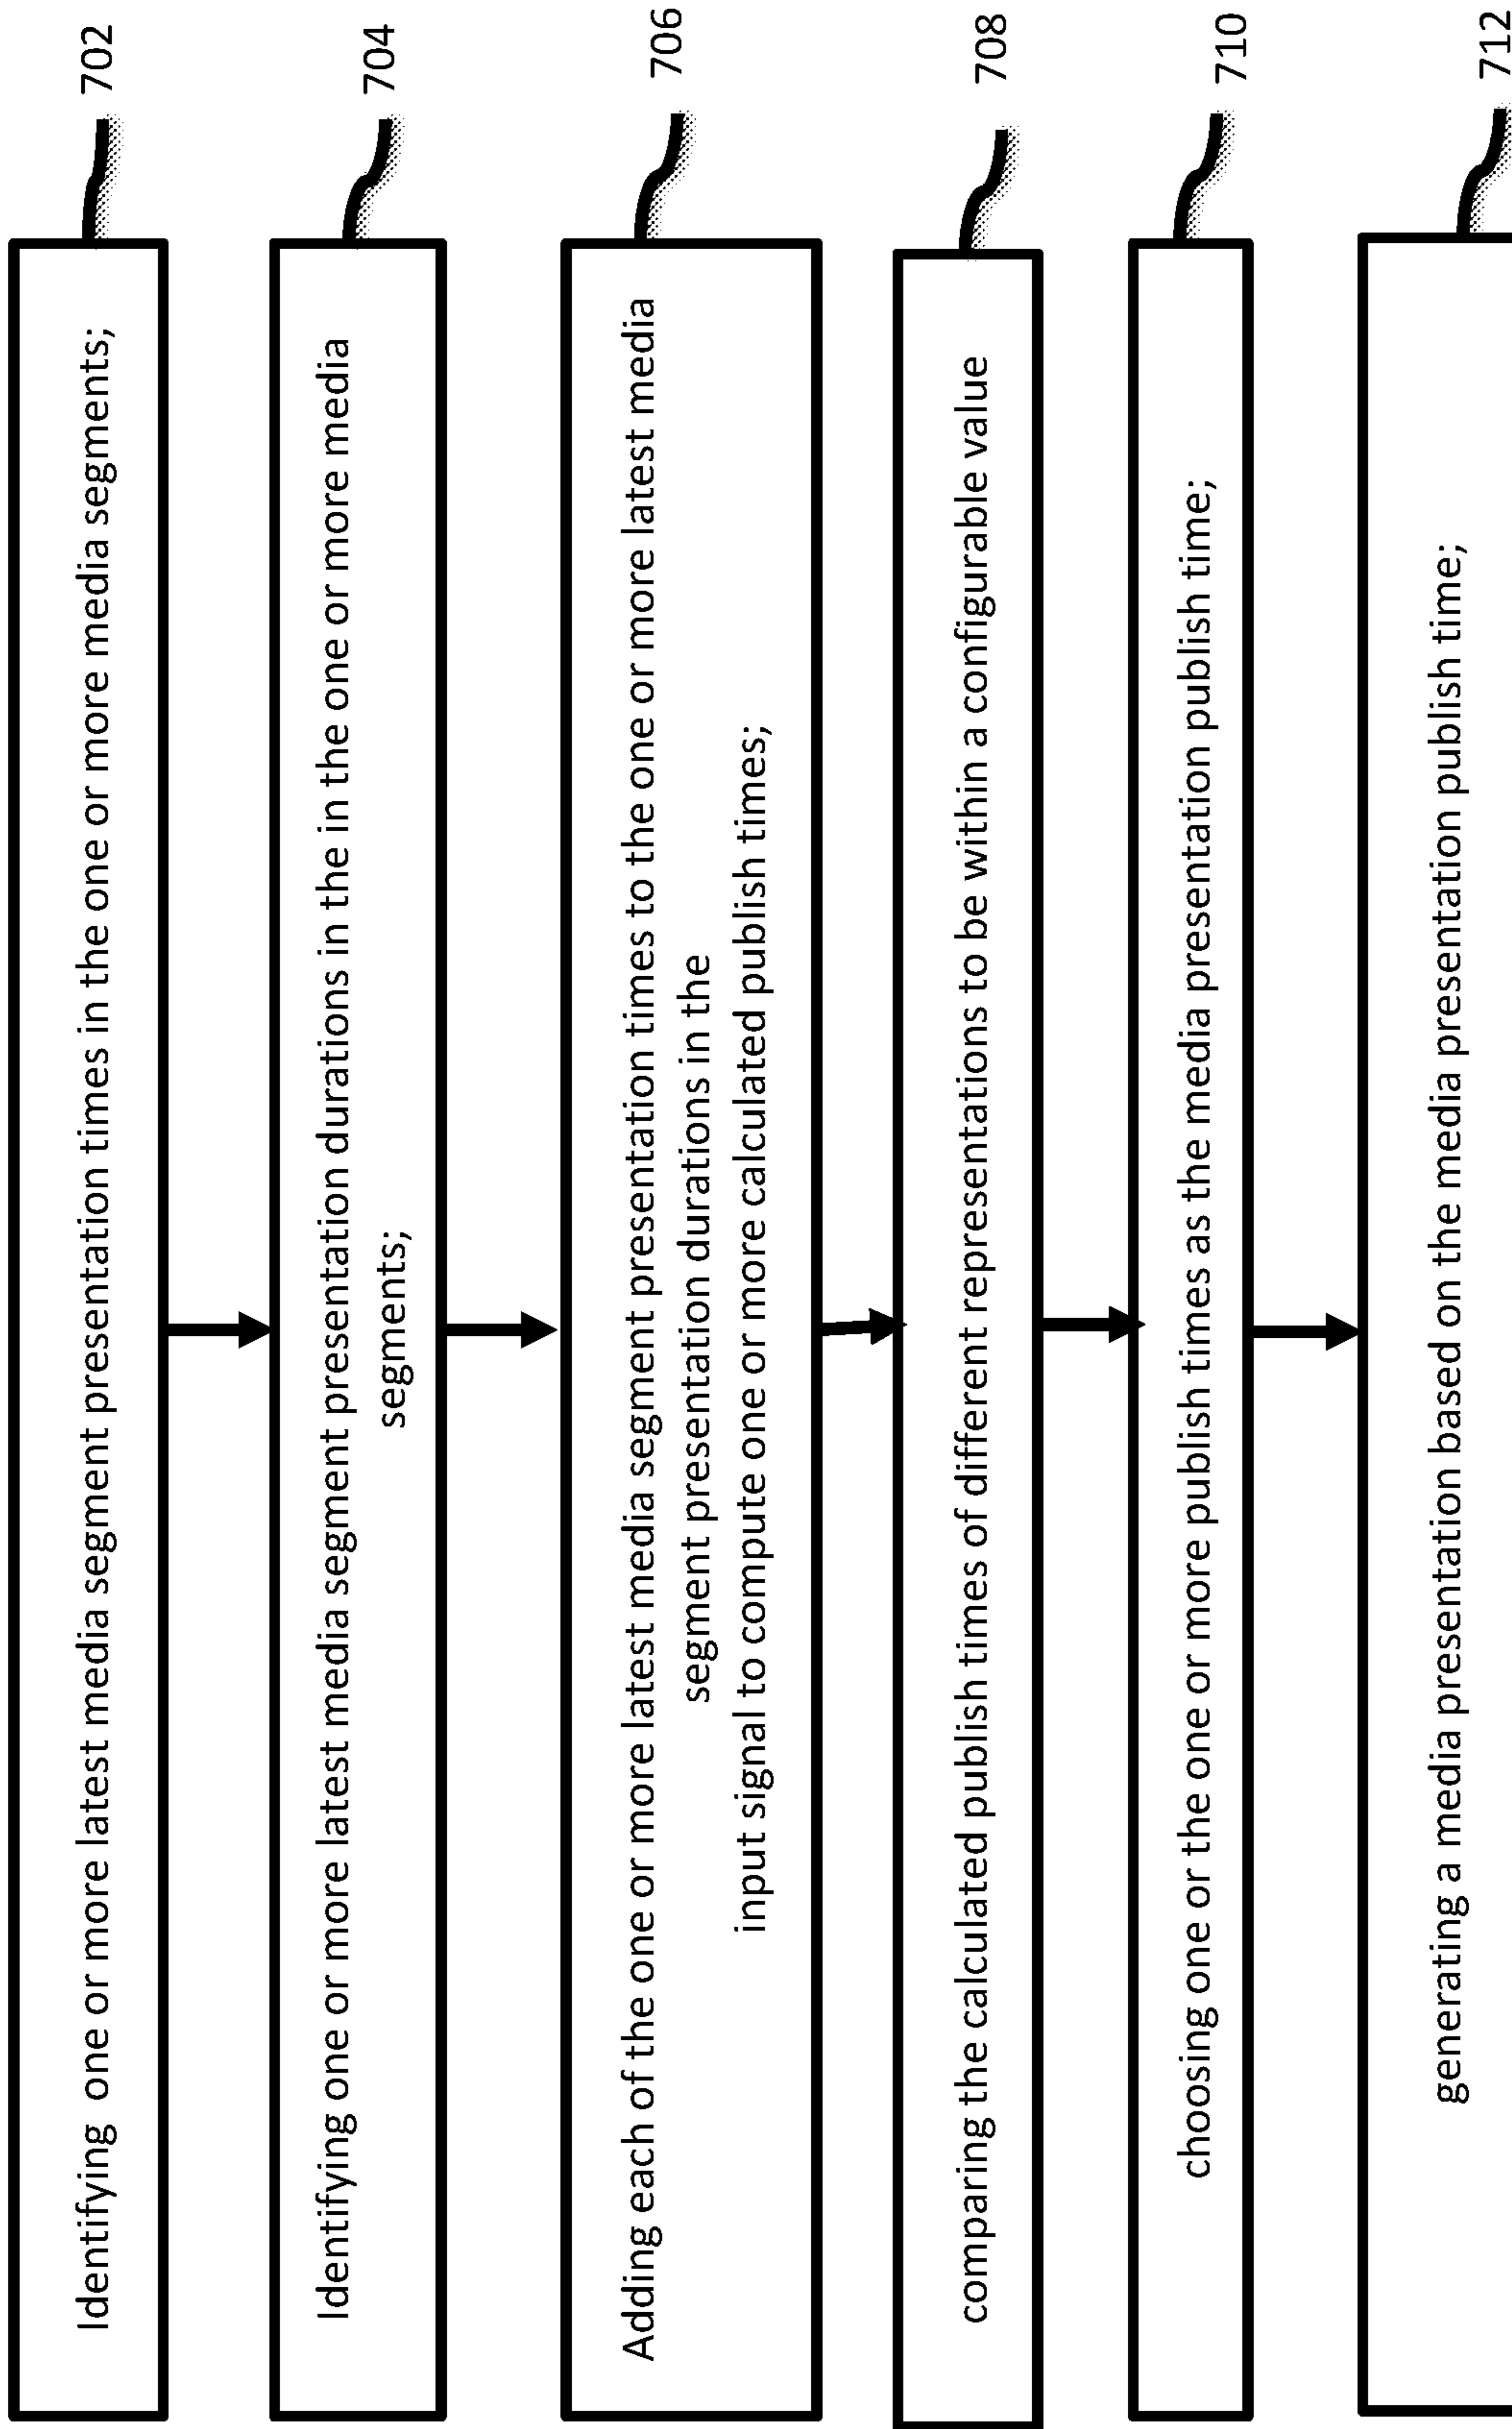 Identifying one or more latest media segment presentation times in the one or more media segments;
702
Identifying one or more latest media segment presentation durations in the in the one or more media
segments;
704
Adding each of the one or more latest media segment presentation times to the one or more latest media
segment presentation durations in the
input signal to compute one or more calculated publish times;
706
comparing the calculated publish times of different representations to be within a configurable value
708
choosing one or the one or more publish times as the media presentation publish time;
710
generating a media presentation based on the media presentation publish time;
712